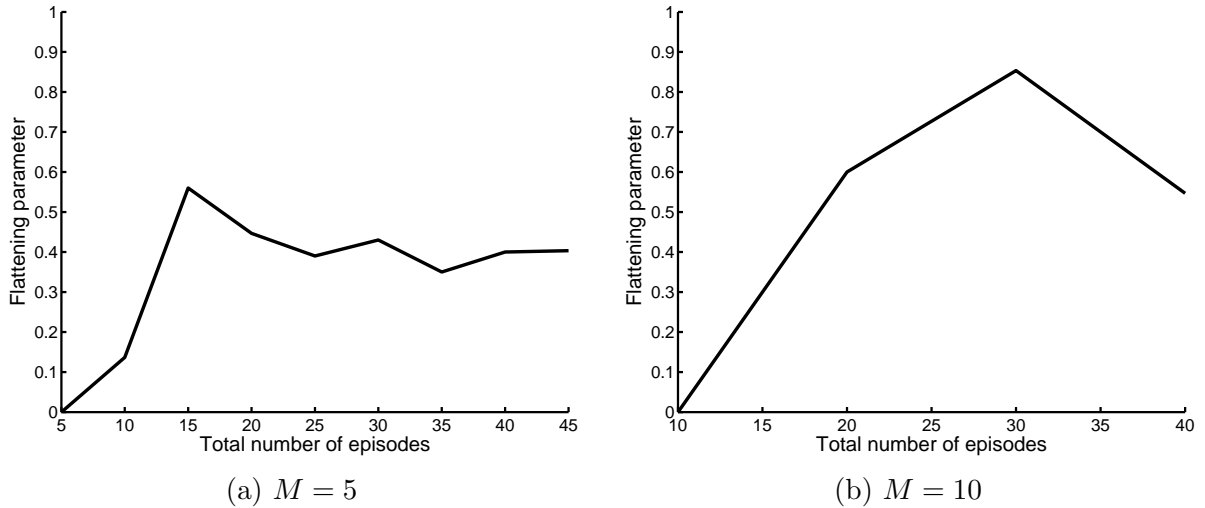 1
0.9
0.8
0.7
0.6
0.5
0.4
0.3
0.2
0.1
0
Flattening parameter
5 10 15 20 25 30 35 40 45
Total number of episodes
(a) M = 5
1
0.9
0.8
0.7
0.6
0.5
0.4
0.3
0.2
0.1
0
Flattening parameter
10 15 20 25 30 35 40
Total number of episodes
(b) M = 10